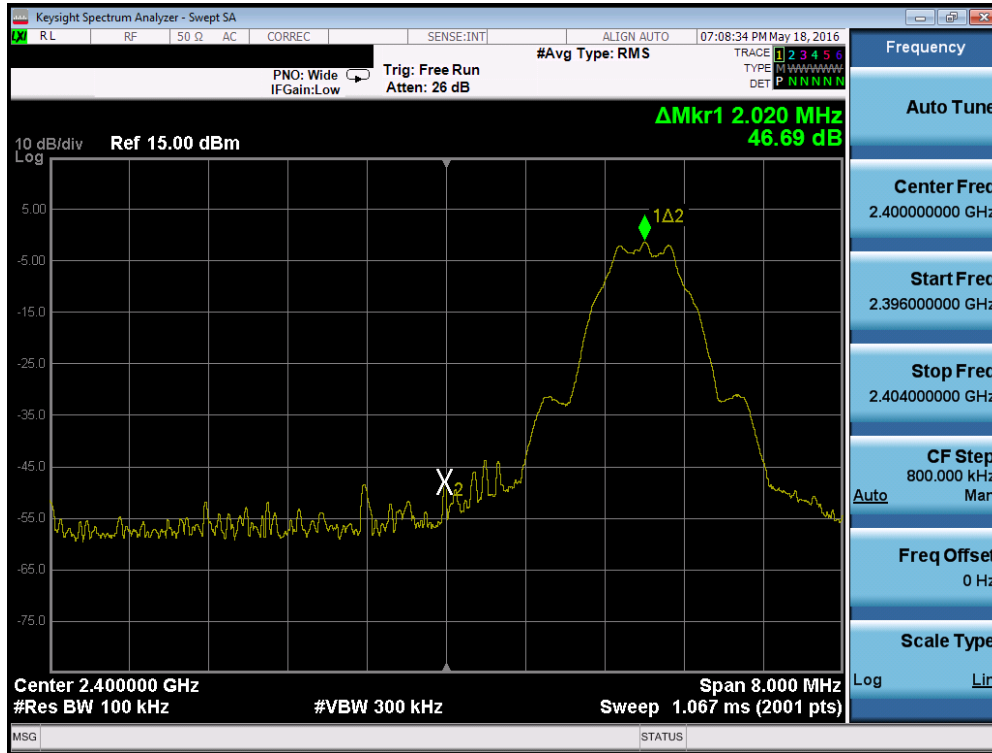 Keysight Spectrum Analyzer - Swept SA
LXI RL RF 50 Ω AC CORREC SENSE:INT ALIGN AUTO 07:08:34 PM May 18, 2016
#Avg Type: RMS
TRACE 1 2 3 4 5 6
PNO: Wide Trig: Free Run
TYPE M WWWWW
IFGain:Low Atten: 26 dB
DET P N N N N N
ΔMkr1 2.020 MHz
46.69 dB
10 dB/div Ref 15.00 dBm
Log
5.00
1Δ2
-5.00
-15.0
-25.0
-35.0
-45.0
X2
-55.0
-65.0
-75.0
Center 2.400000 GHz Span 8.000 MHz
#Res BW 100 kHz #VBW 300 kHz Sweep 1.067 ms (2001 pts)
MSG STATUS
Frequency
Auto Tune
Center Freq
2.400000000 GHz
Start Freq
2.396000000 GHz
Stop Freq
2.404000000 GHz
CF Step
800.000 kHz
Auto Man
Freq Offset
0 Hz
Scale Type
Log Lin